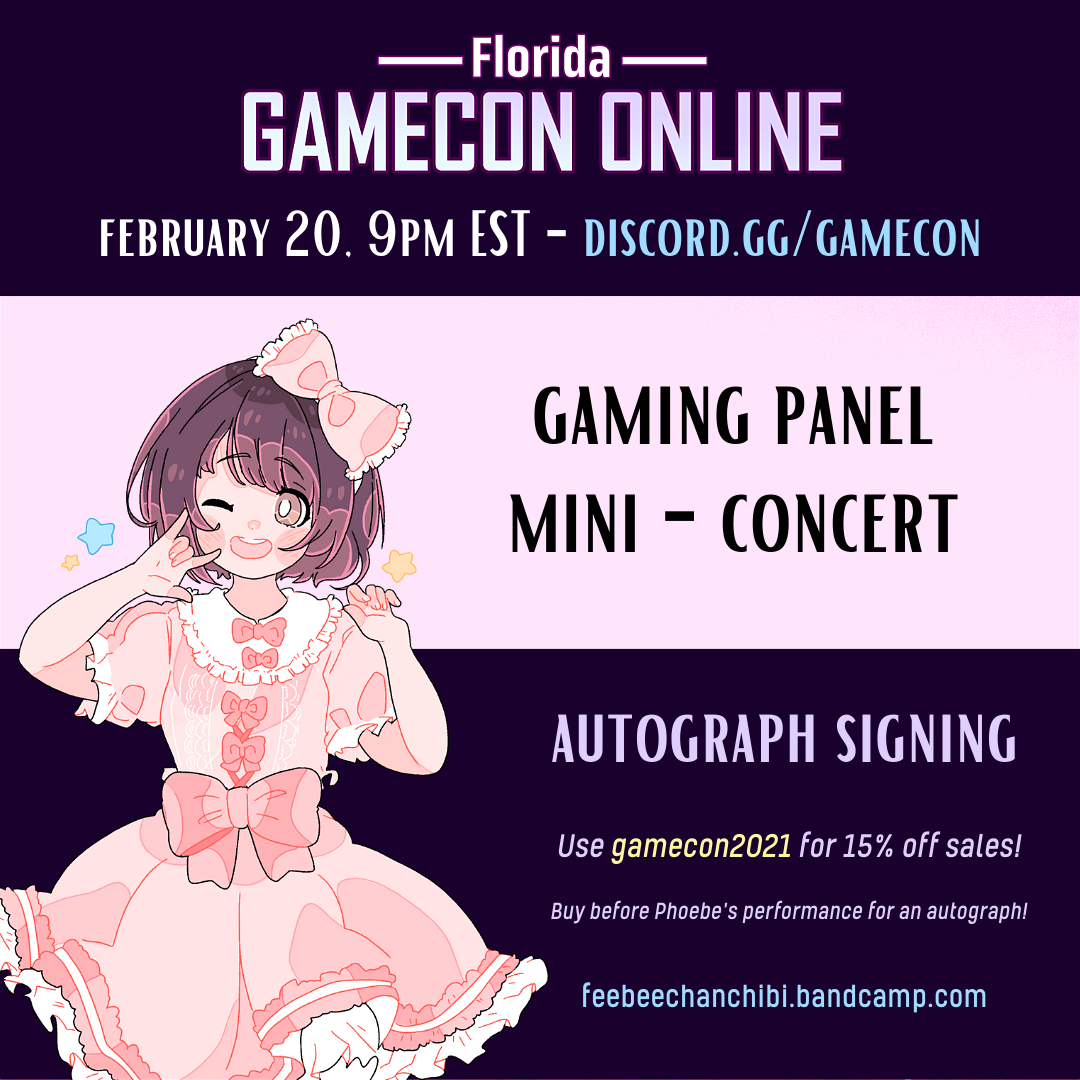 Florida
GAMECON ONLINE
FEBRUARY 20, 9PM EST - DISCORD.GG/GAMECON
GAMING PANEL
MINI - CONCERT
AUTOGRAPH SIGNING
Use gamecon2021 for 15% off sales!
Buy before Phoebe's performance for an autograph!
feebeechanchibi.bandcamp.com